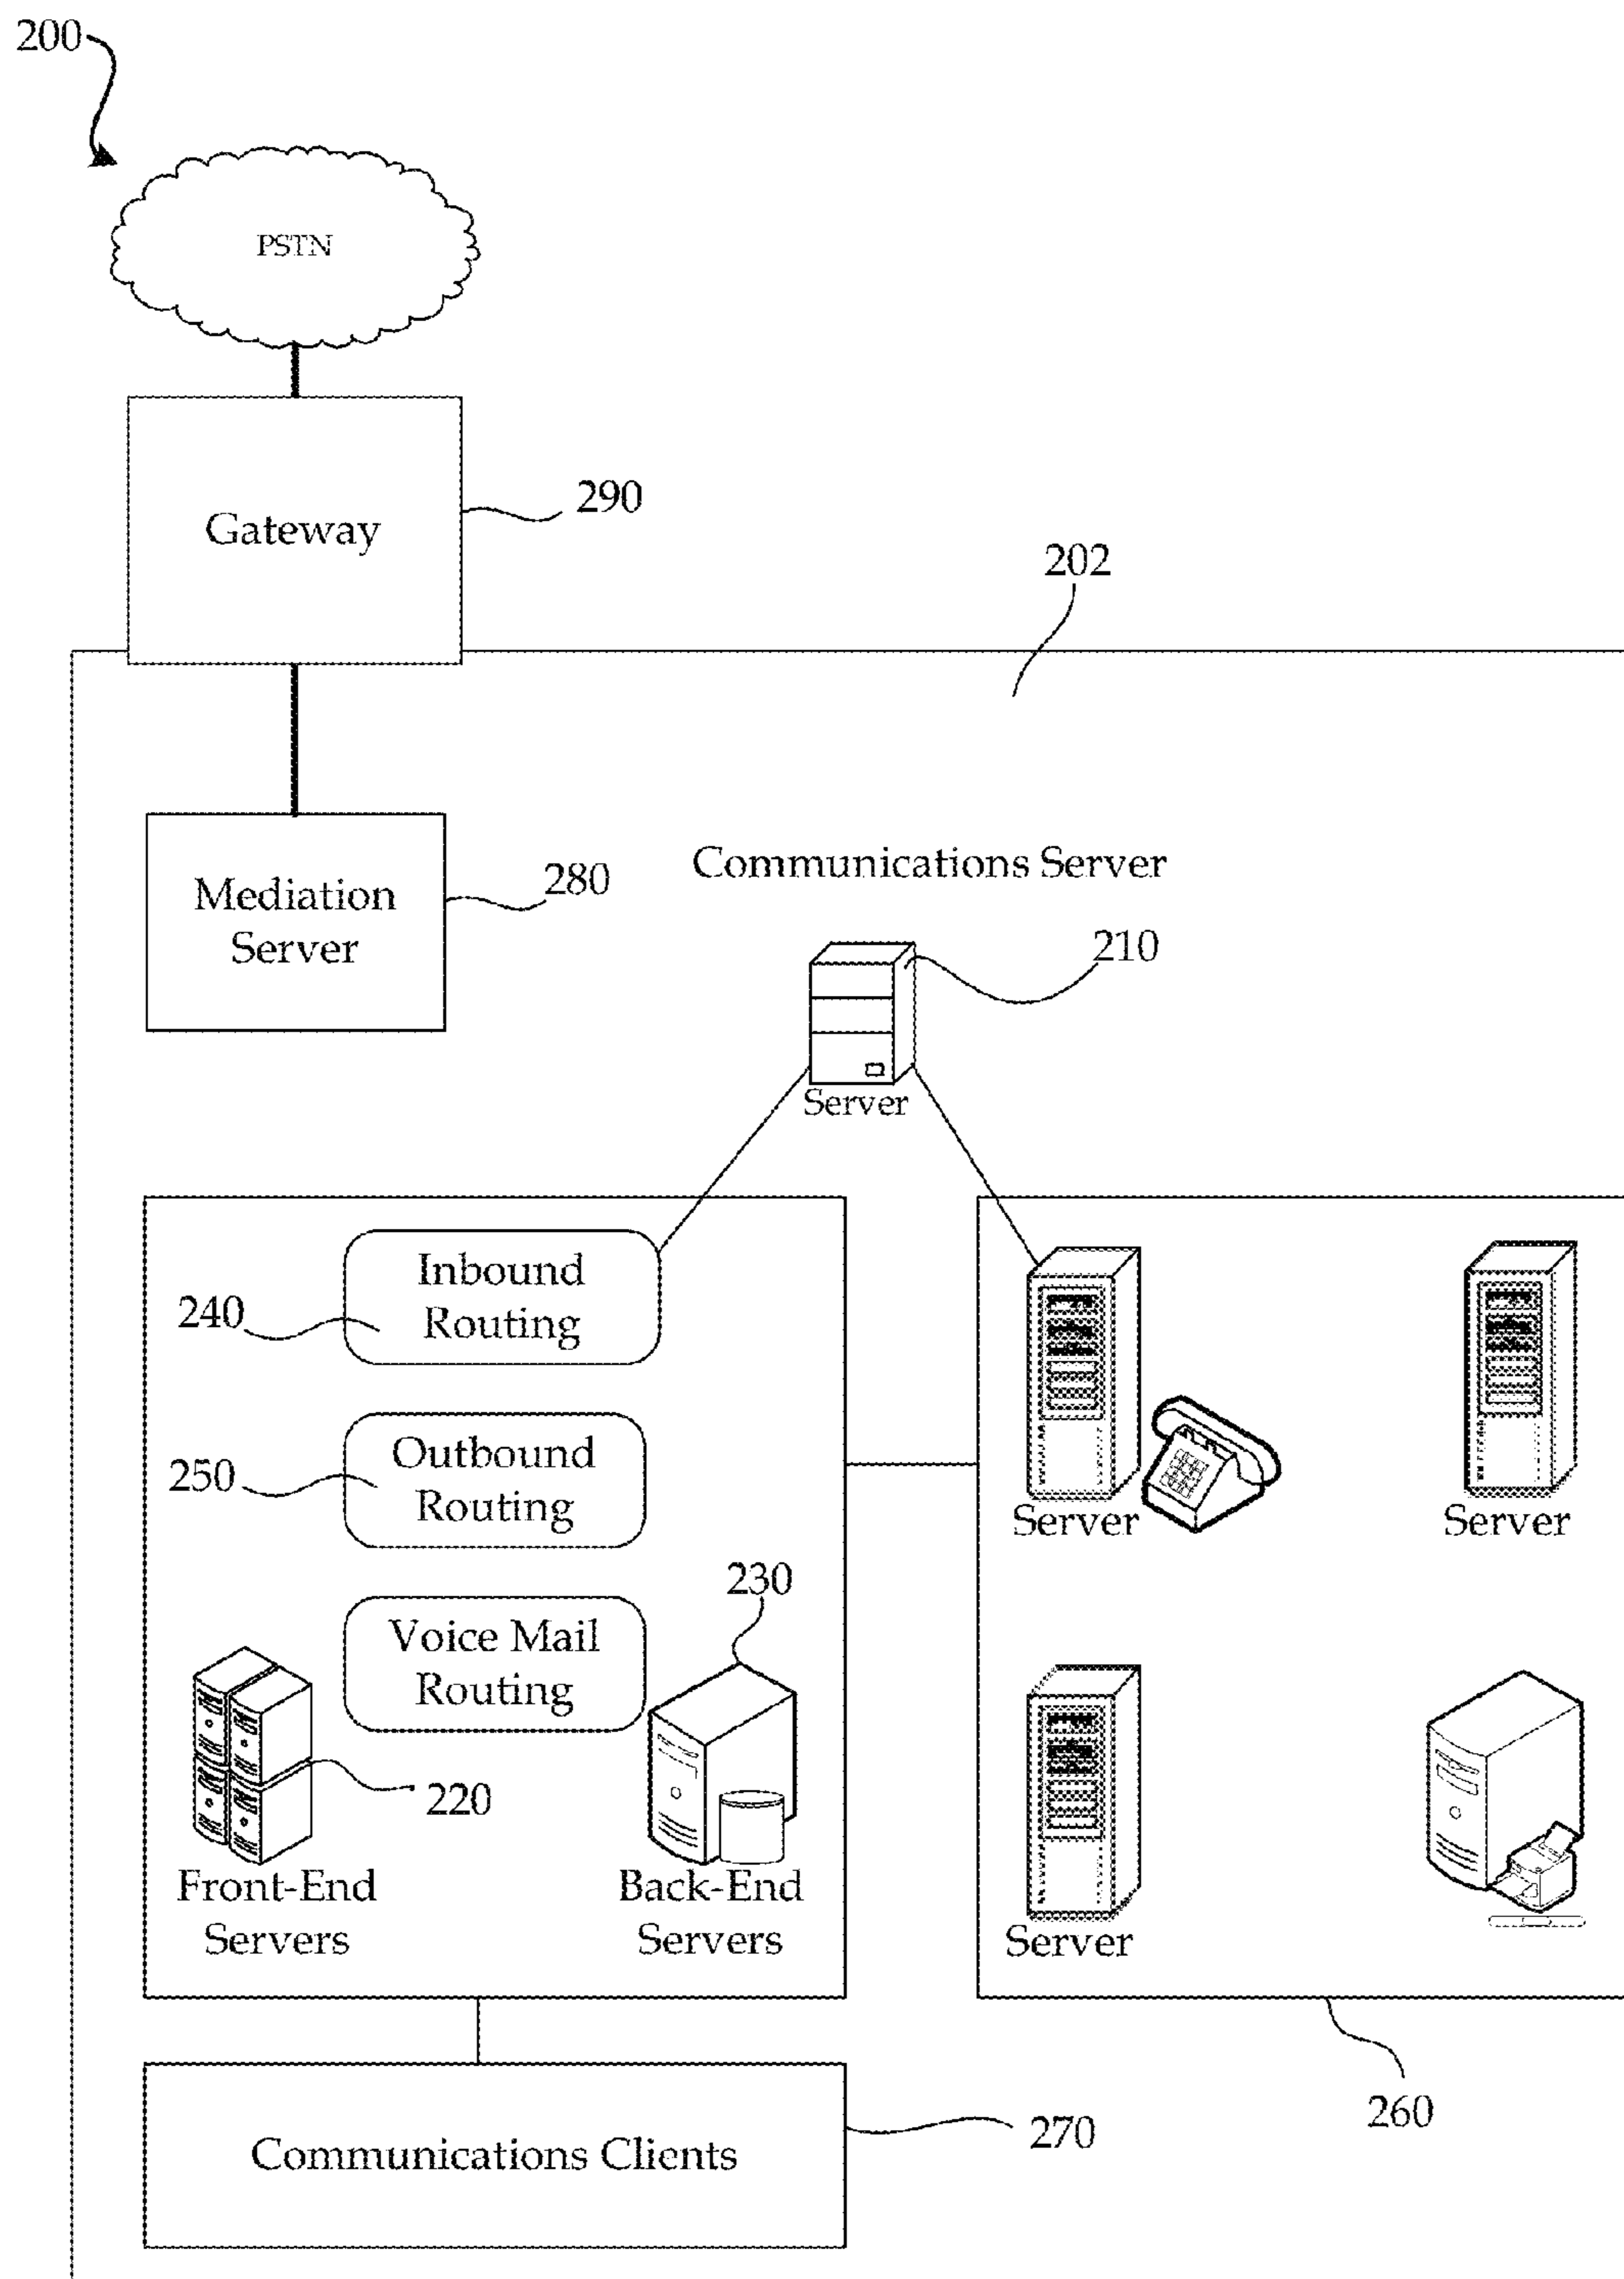 200
PSTN
Gateway
290
202
Communications Server
Mediation
Server
280
210
Server
Inbound
Routing
240
Outbound
Routing
250
Server
Server
230
Voice Mail
Routing
220
Front-End
Servers
Back-End
Servers
Server
260
270
Communications Clients